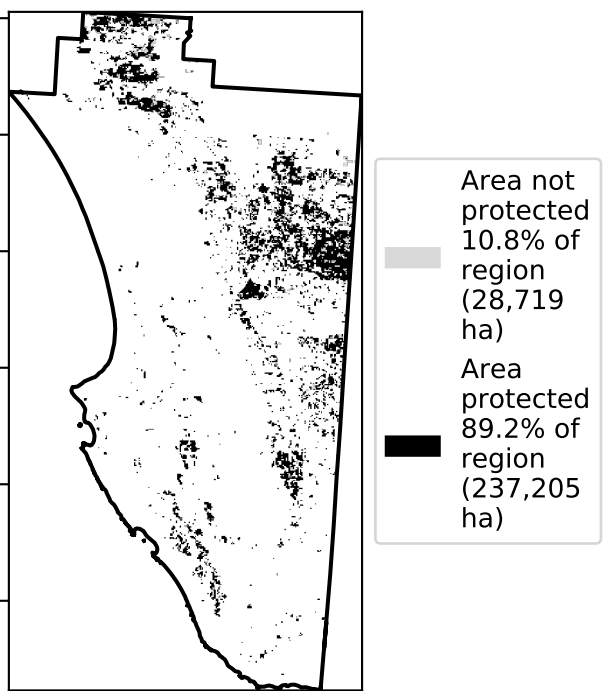 Area not
protected
10.8% of
region
(28,719
ha)
Area
protected
89.2% of
region
(237,205
ha)